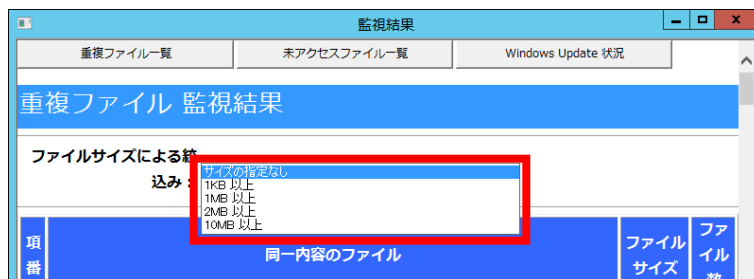 監視結果
重複ファイル一覧 未アクセスファイル一覧 Windows Update 状況
重複ファイル 監視結果
ファイルサイズによる絞
込み：
サイズの指定なし
1KB 以上
1MB 以上
2MB 以上
10MB 以上
項
番
同一内容のファイル
ファイル
サイズ
ファ
イル
数